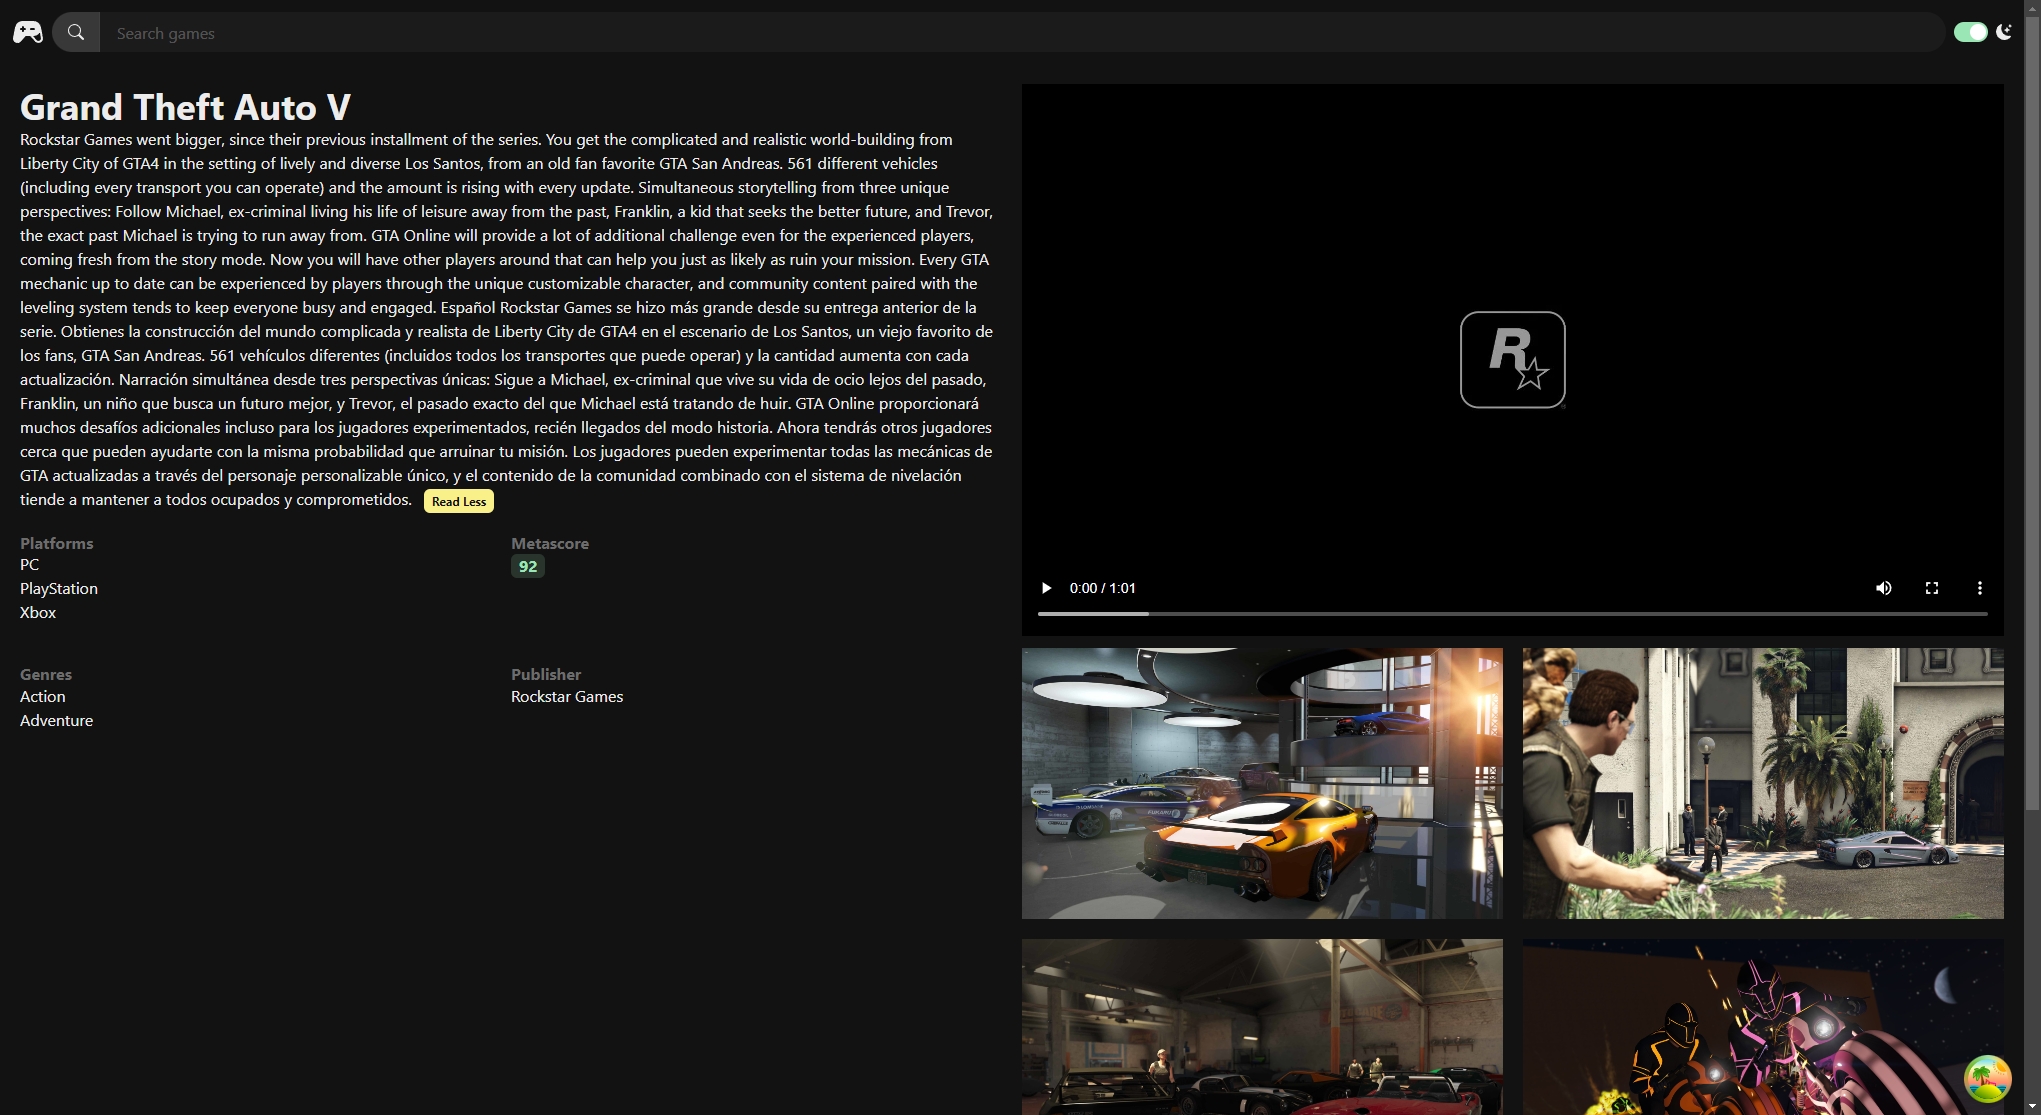 Search games
Grand Theft Auto V
Rockstar Games went bigger, since their previous installment of the series. You get the complicated and realistic world-building from
Liberty City of GTA4 in the setting of lively and diverse Los Santos, from an old fan favorite GTA San Andreas. 561 different vehicles
(including every transport you can operate) and the amount is rising with every update. Simultaneous storytelling from three unique
perspectives: Follow Michael, ex-criminal living his life of leisure away from the past, Franklin, a kid that seeks the better future, and Trevor,
the exact past Michael is trying to run away from. GTA Online will provide a lot of additional challenge even for the experienced players,
coming fresh from the story mode. Now you will have other players around that can help you just as likely as ruin your mission. Every GTA
mechanic up to date can be experienced by players through the unique customizable character, and community content paired with the
leveling system tends to keep everyone busy and engaged. Español Rockstar Games se hizo más grande desde su entrega anterior de la
serie. Obtienes la construcción del mundo complicada y realista de Liberty City de GTA4 en el escenario de Los Santos, un viejo favorito de
los fans, GTA San Andreas. 561 vehículos diferentes (incluidos todos los transportes que puede operar) y la cantidad aumenta con cada
actualización. Narración simultánea desde tres perspectivas únicas: Sigue a Michael, ex-criminal que vive su vida de ocio lejos del pasado,
Franklin, un niño que busca un futuro mejor, y Trevor, el pasado exacto del que Michael está tratando de huir. GTA Online proporcionará
muchos desafíos adicionales incluso para los jugadores experimentados, recién llegados del modo historia. Ahora tendrás otros jugadores
cerca que pueden ayudarte con la misma probabilidad que arruinar tu misión. Los jugadores pueden experimentar todas las mecánicas de
GTA actualizadas a través del personaje personalizable único, y el contenido de la comunidad combinado con el sistema de nivelación
tiende a mantener a todos ocupados y comprometidos. Read Less
Platforms
PC
PlayStation
Xbox
Metascore
92
Genres
Action
Adventure
Publisher
Rockstar Games
R
0:00 / 1:01